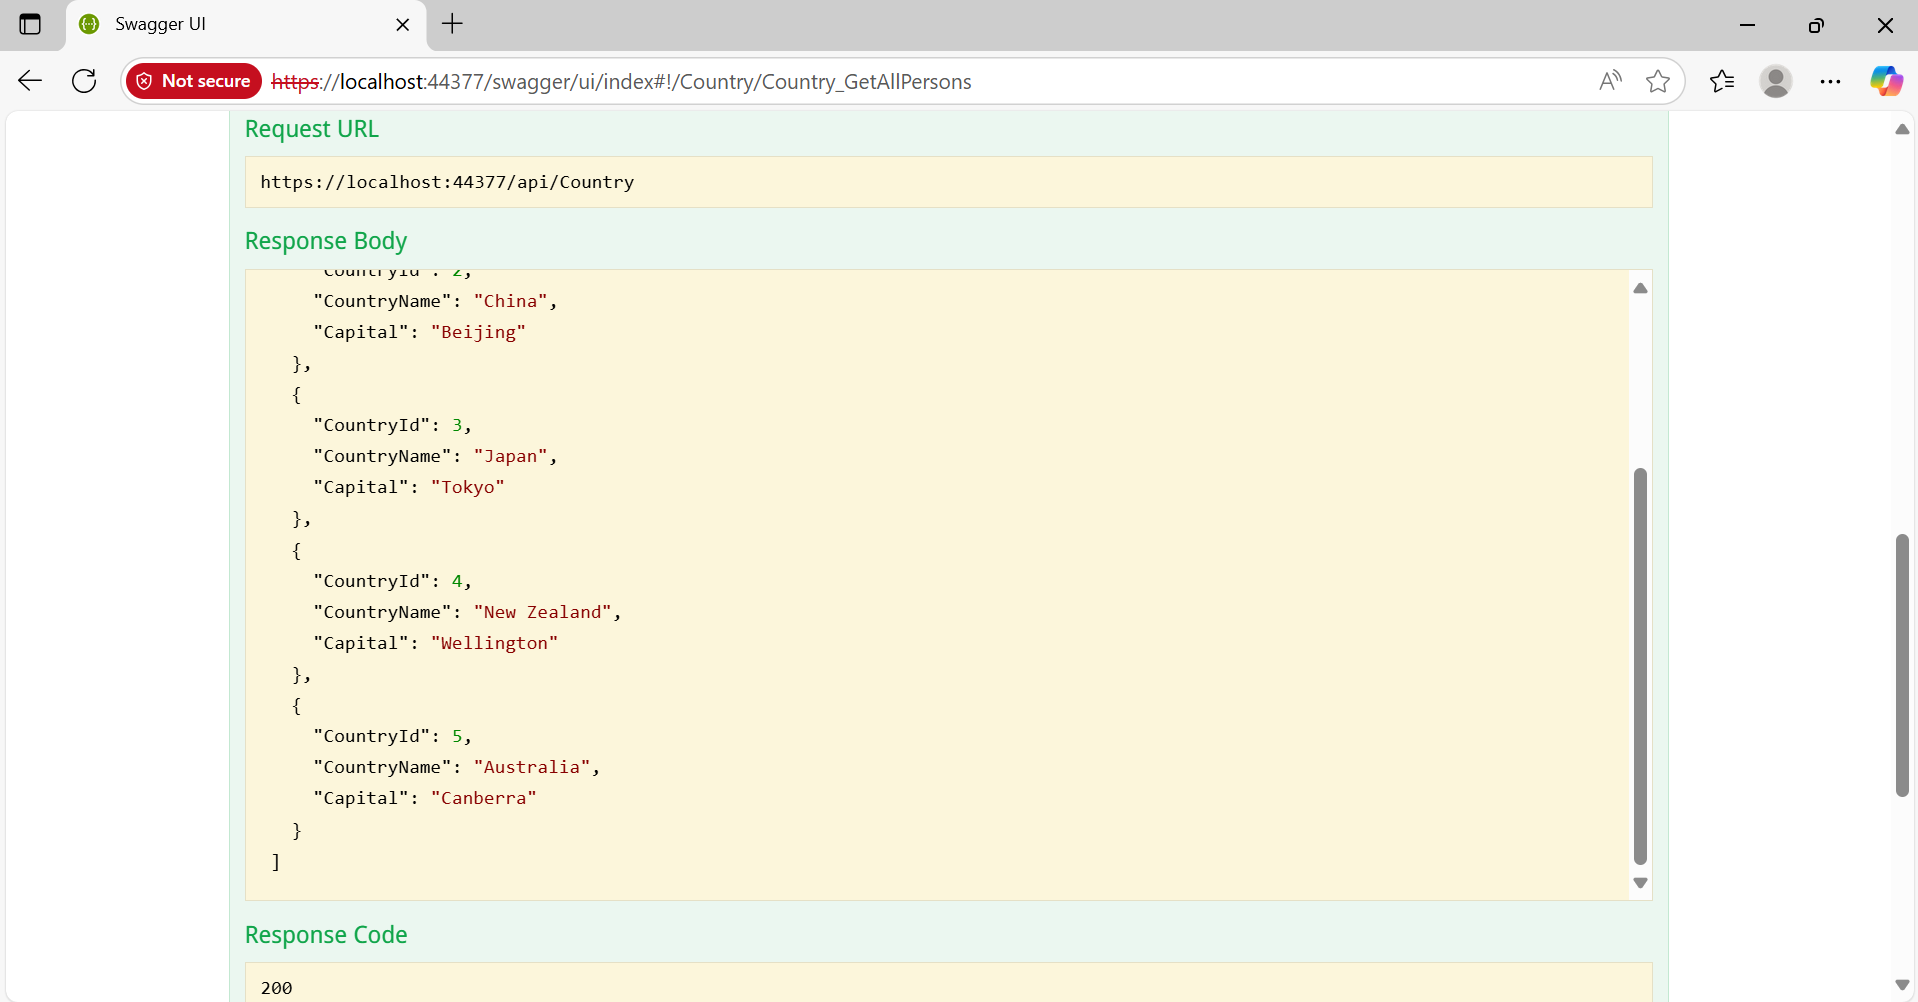 Swagger UI
Not secure https://localhost:44377/swagger/ui/index#!/Country/Country_GetAllPersons
Request URL
https://localhost:44377/api/Country
Response Body
"CountryId": 2,
"CountryName": "China",
"Capital": "Beijing"
},
{
"CountryId": 3,
"CountryName": "Japan",
"Capital": "Tokyo"
},
{
"CountryId": 4,
"CountryName": "New Zealand",
"Capital": "Wellington"
},
{
"CountryId": 5,
"CountryName": "Australia",
"Capital": "Canberra"
}
]
Response Code
200